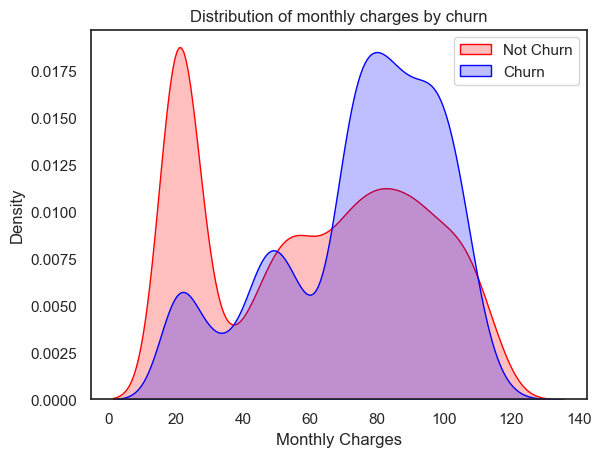 Distribution of monthly charges by churn
Not Churn
Churn
Density
0.0175
0.0150
0.0125
0.0100
0.0075
0.0050
0.0025
0.0000
0 20 40 60 80 100 120 140
Monthly Charges